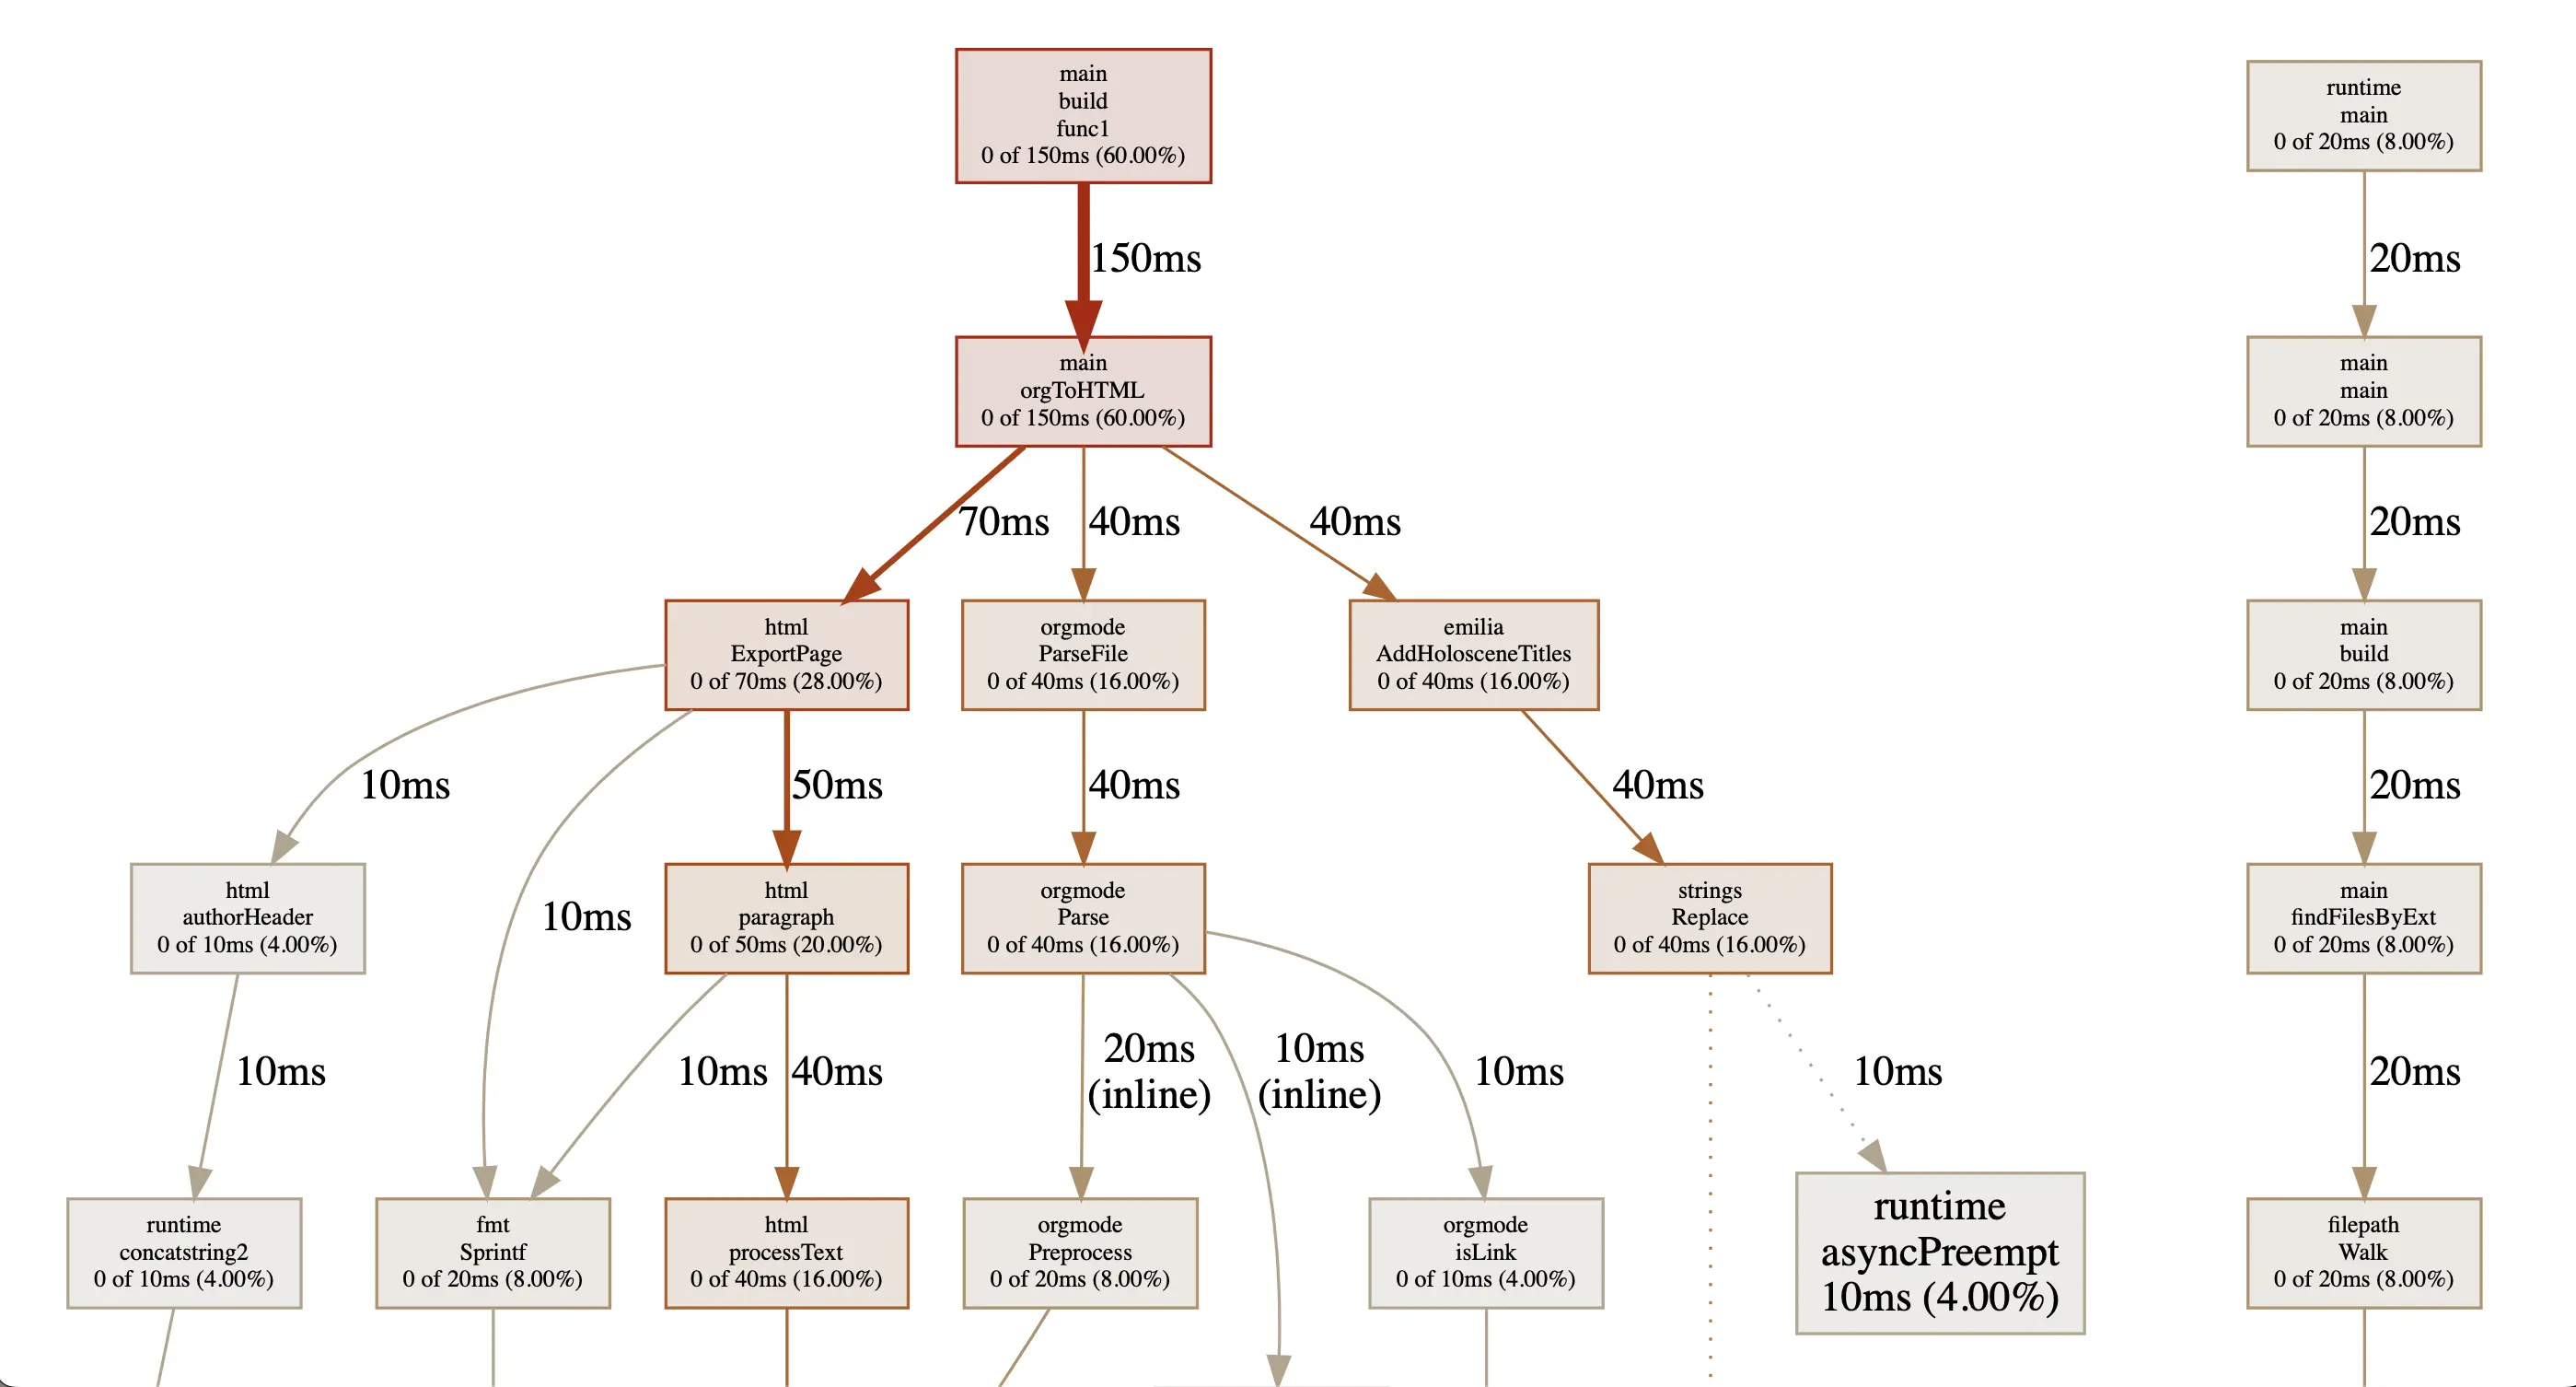 main
build
func1
0 of 150ms (60.00%)
runtime
main
0 of 20ms (8.00%)
150ms
20ms
main
orgToHTML
0 of 150ms (60.00%)
main
main
0 of 20ms (8.00%)
70ms
40ms
40ms
20ms
html
ExportPage
0 of 70ms (28.00%)
orgmode
ParseFile
0 of 40ms (16.00%)
emilia
AddHolosceneTitles
0 of 40ms (16.00%)
main
build
0 of 20ms (8.00%)
10ms
50ms
40ms
40ms
20ms
10ms
html
authorHeader
0 of 10ms (4.00%)
html
paragraph
0 of 50ms (20.00%)
orgmode
Parse
0 of 40ms (16.00%)
strings
Replace
0 of 40ms (16.00%)
main
findFilesByExt
0 of 20ms (8.00%)
10ms
10ms
40ms
20ms
(inline)
10ms
(inline)
10ms
10ms
20ms
runtime
concatstring2
0 of 10ms (4.00%)
fmt
Sprintf
0 of 20ms (8.00%)
html
processText
0 of 40ms (16.00%)
orgmode
Preprocess
0 of 20ms (8.00%)
orgmode
isLink
0 of 10ms (4.00%)
runtime
asyncPreempt
10ms (4.00%)
filepath
Walk
0 of 20ms (8.00%)